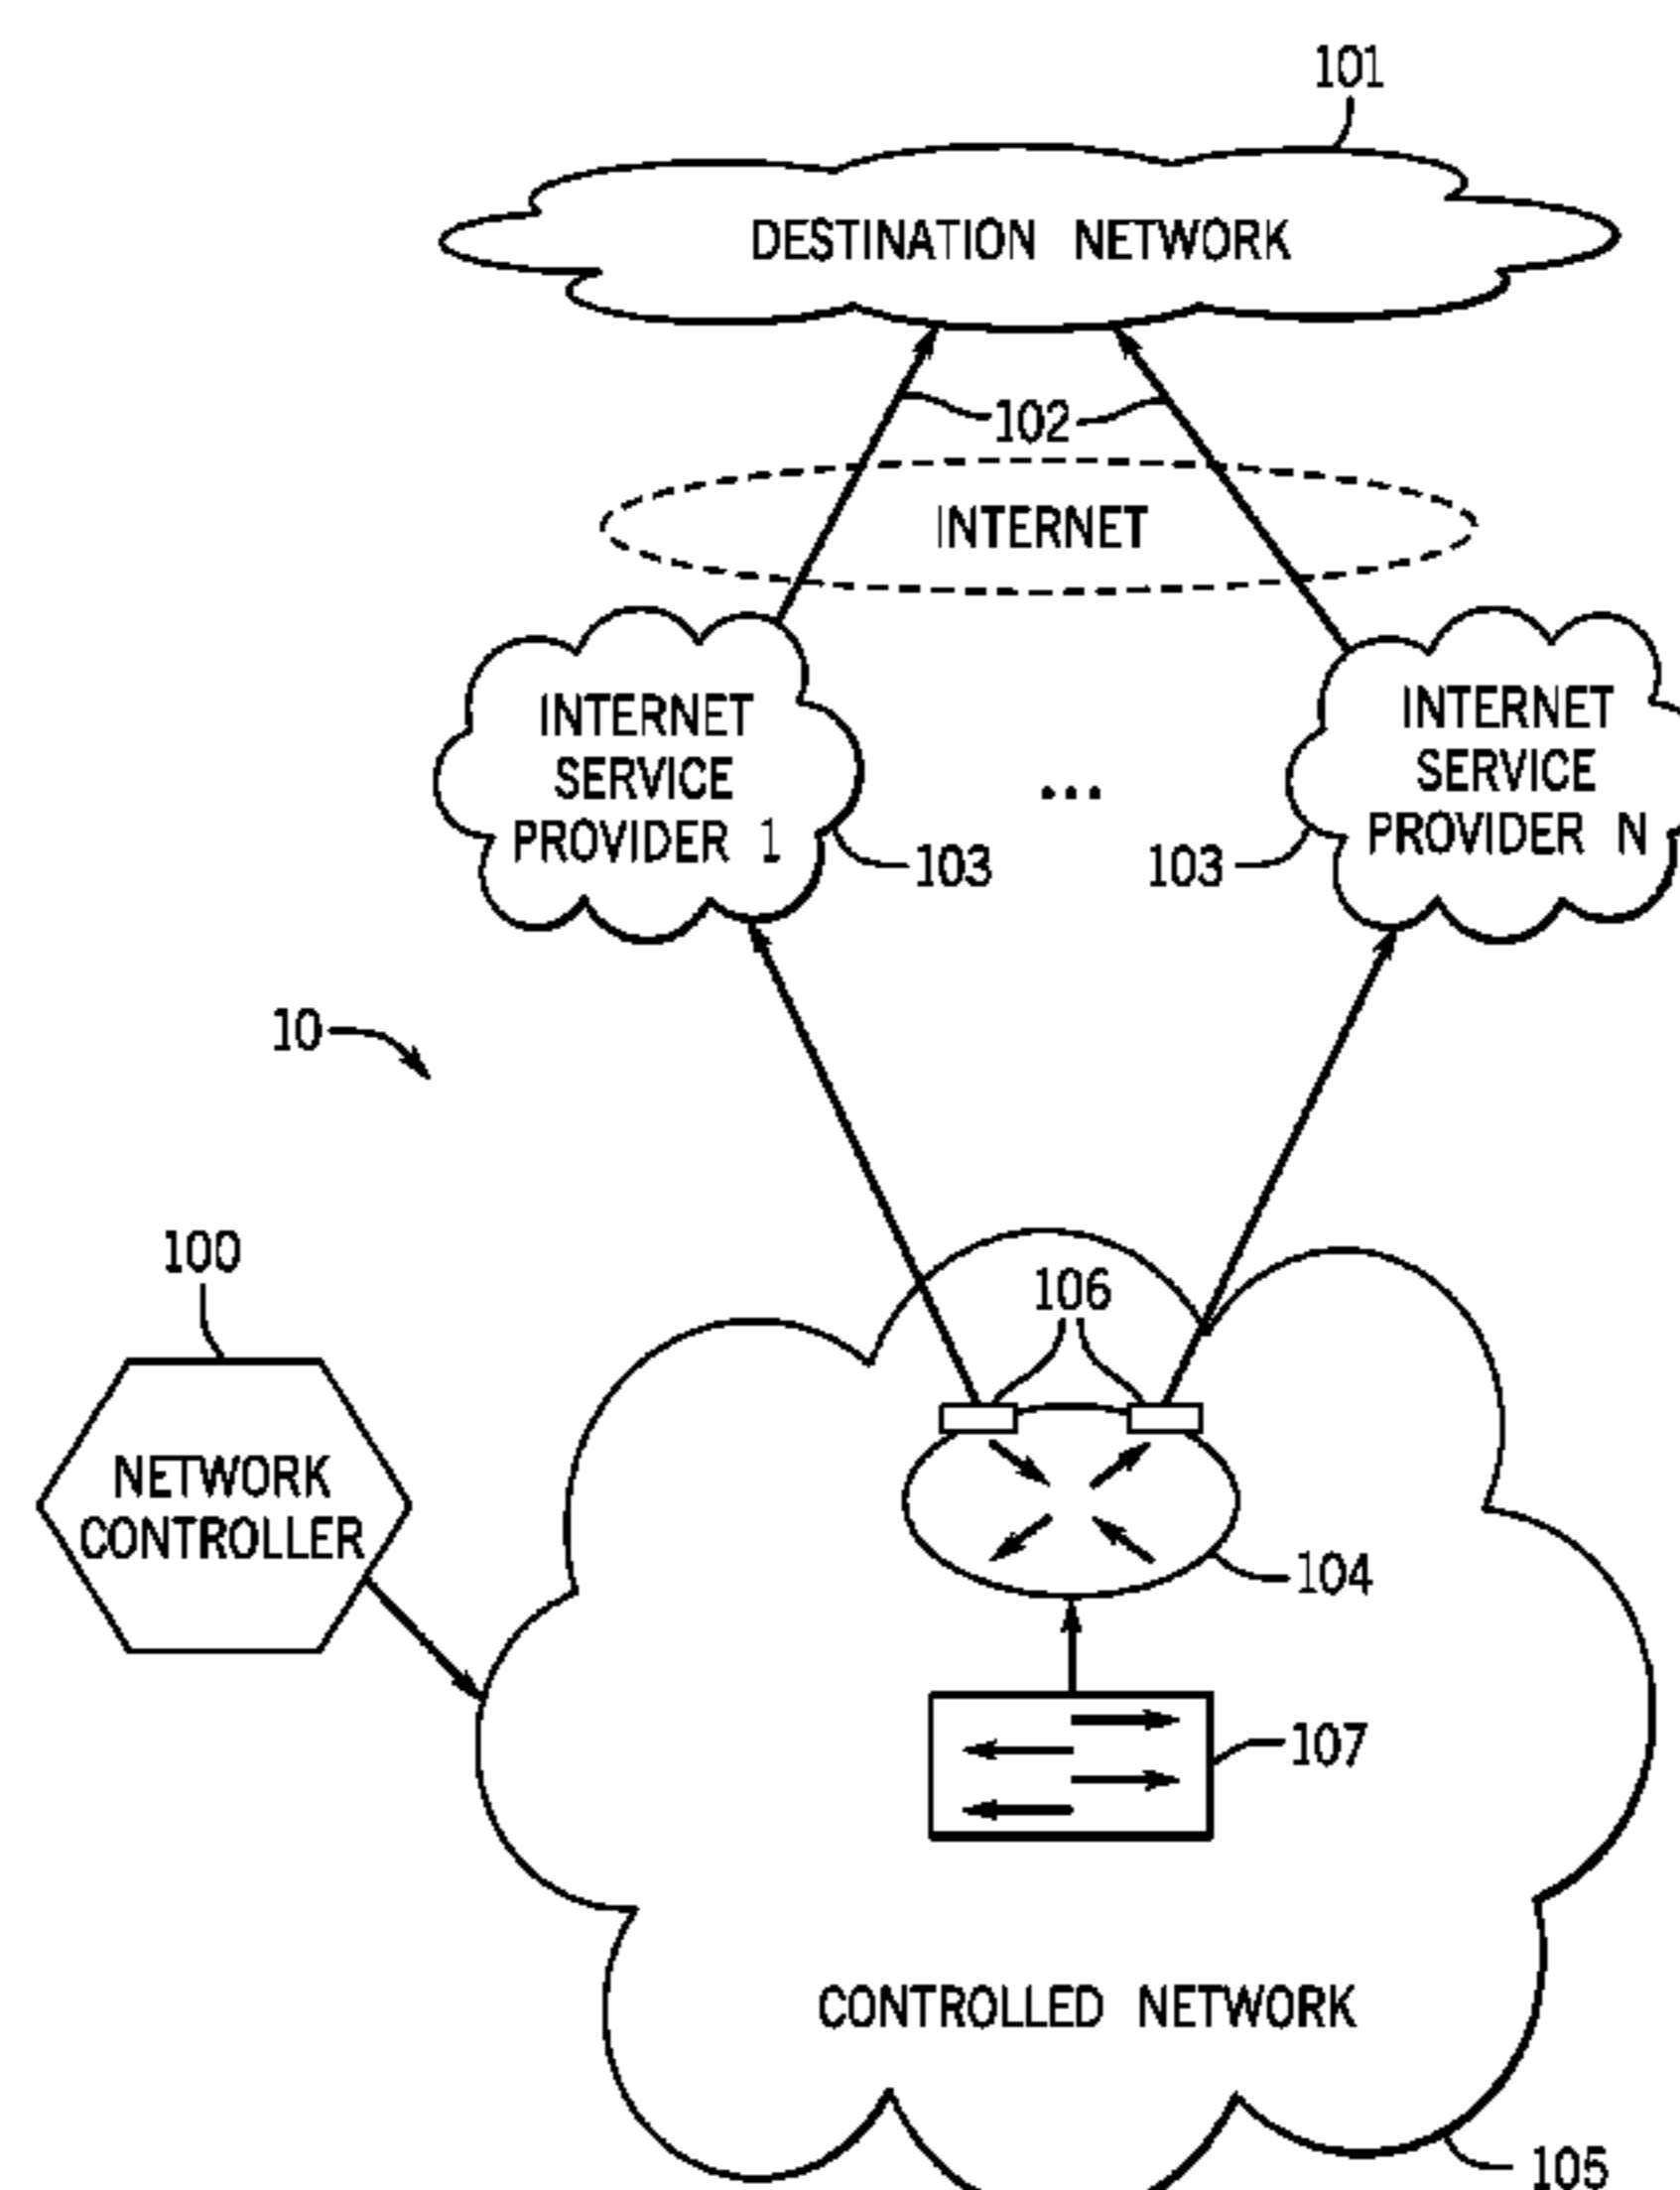 101
DESTINATION NETWORK
102
INTERNET
INTERNET
SERVICE
PROVIDER 1
103
...
INTERNET
SERVICE
PROVIDER N
103
10
100
NETWORK
CONTROLLER
106
104
107
CONTROLLED NETWORK
105